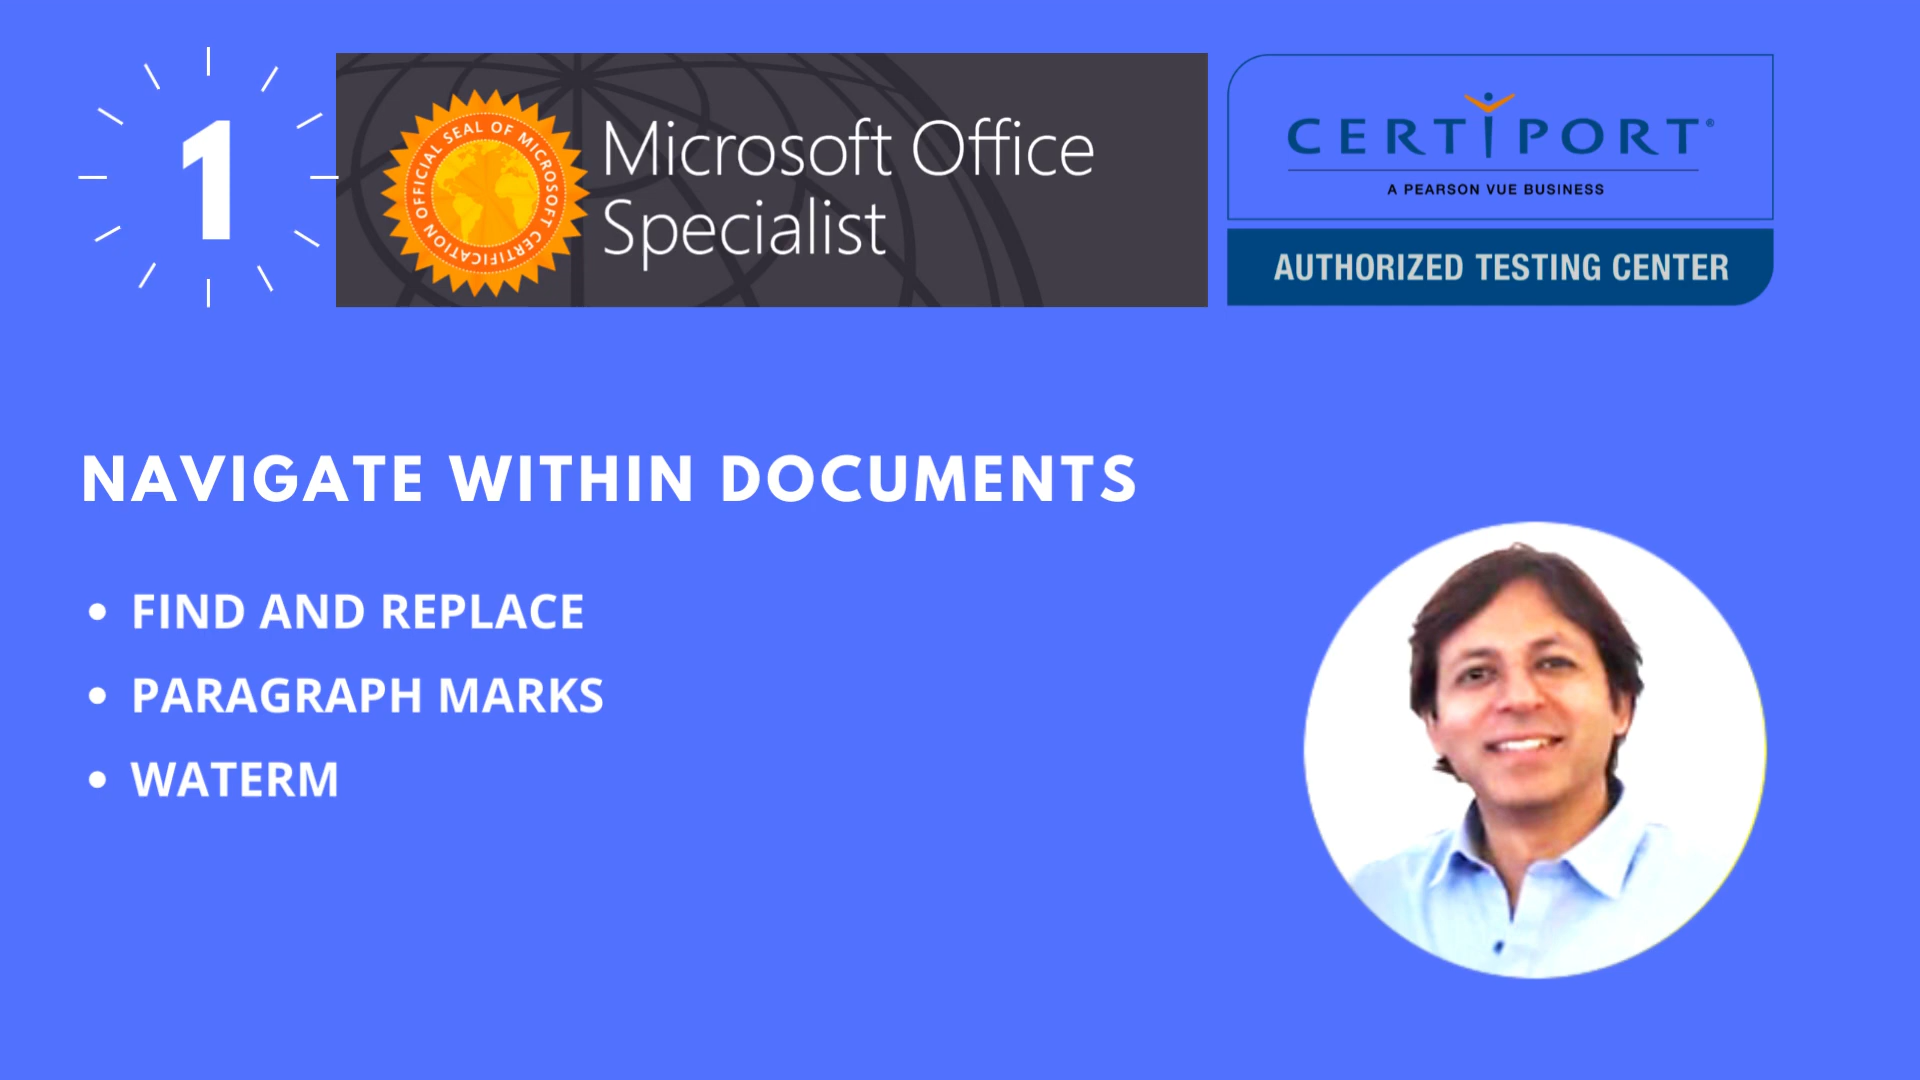 1
OFFICIAL SEAL OF MICROSOFT CERTIFICATION
Microsoft Office
Specialist
CERTIPORT®
A PEARSON VUE BUSINESS
AUTHORIZED TESTING CENTER
NAVIGATE WITHIN DOCUMENTS
• FIND AND REPLACE
• PARAGRAPH MARKS
• WATERM